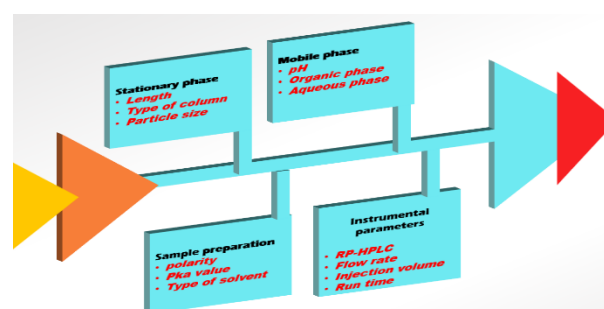 Stationary phase
• Length
• Type of column
• Particle size
Mobile phase
• pH
• Organic phase
• Aqueous phase
Sample preparation
• polarity
• Pka value
• Type of solvent
Instrumental
parameters
• RP-HPLC
• Flow rate
• Injection volume
• Run time